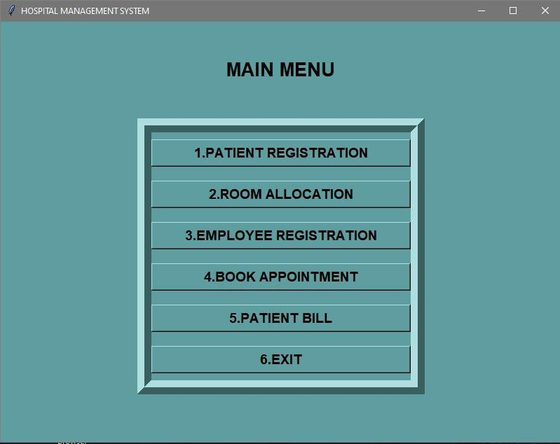 HOSPITAL MANAGEMENT SYSTEM
MAIN MENU
1.PATIENT REGISTRATION
2.ROOM ALLOCATION
3.EMPLOYEE REGISTRATION
4.BOOK APPOINTMENT
5.PATIENT BILL
6.EXIT